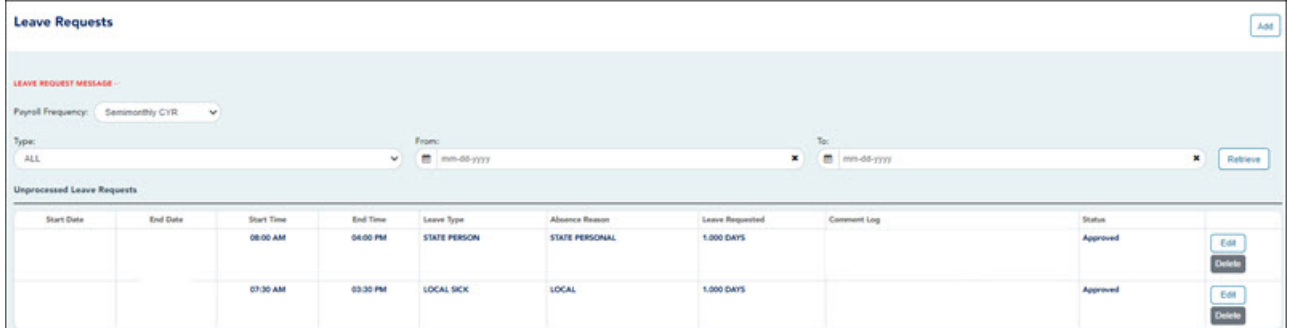 Leave Requests
Add
LEAVE REQUEST MESSAGE -
Payroll Frequency: Semimonthly CYR
Type: From: To:
ALL mm-dd-yyyy mm-dd-yyyy Retrieve
Unprocessed Leave Requests
Start Date End Date Start Time End Time Leave Type Absence Reason Leave Requested Comment Log Status
08:00 AM 04:00 PM STATE PERSON STATE PERSONAL 1.000 DAYS Approved Edit
Delete
07:30 AM 03:30 PM LOCAL SICK LOCAL 1.000 DAYS Approved Edit
Delete